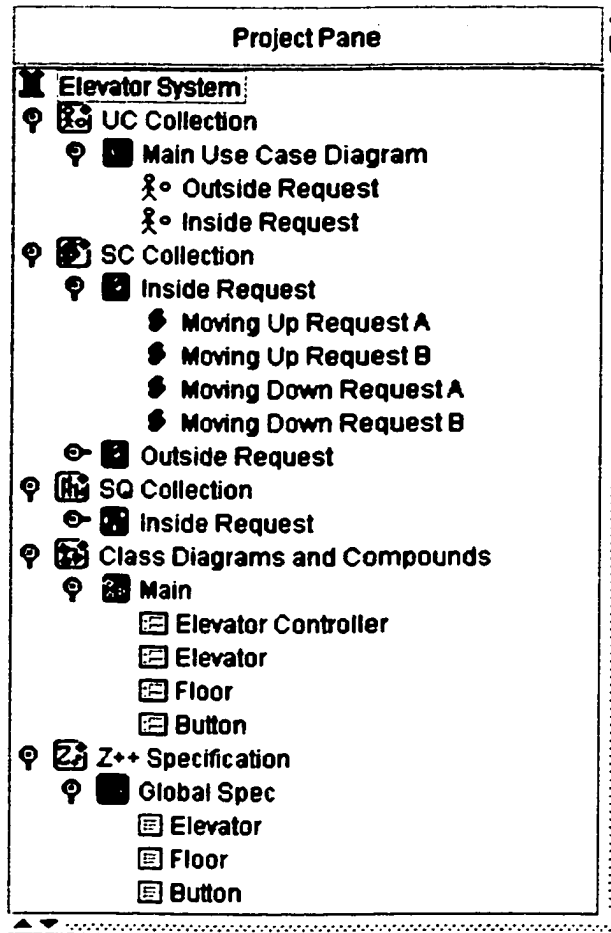 Project Pane
Elevator System
UC Collection
Main Use Case Diagram
Outside Request
Inside Request
SC Collection
Inside Request
Moving Up Request A
Moving Up Request B
Moving Down Request A
Moving Down Request B
Outside Request
SQ Collection
Inside Request
Class Diagrams and Compounds
Main
Elevator Controller
Elevator
Floor
Button
Z++ Specification
Global Spec
Elevator
Floor
Button